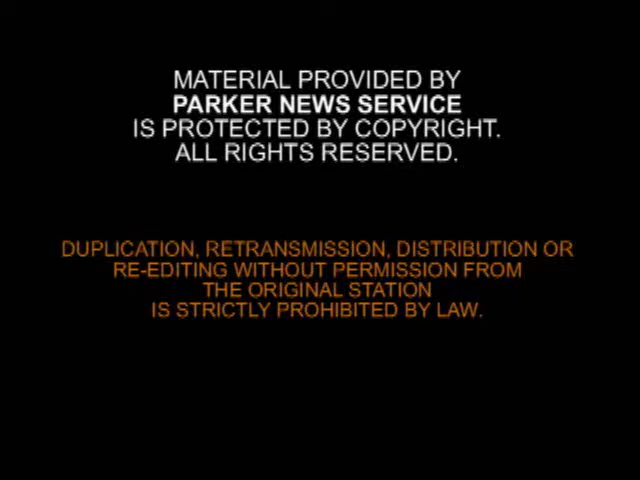 MATERIAL PROVIDED BY
PARKER NEWS SERVICE
IS PROTECTED BY COPYRIGHT.
ALL RIGHTS RESERVED.
DUPLICATION, RETRANSMISSION, DISTRIBUTION OR
RE-EDITING WITHOUT PERMISSION FROM
THE ORIGINAL STATION
IS STRICTLY PROHIBITED BY LAW.